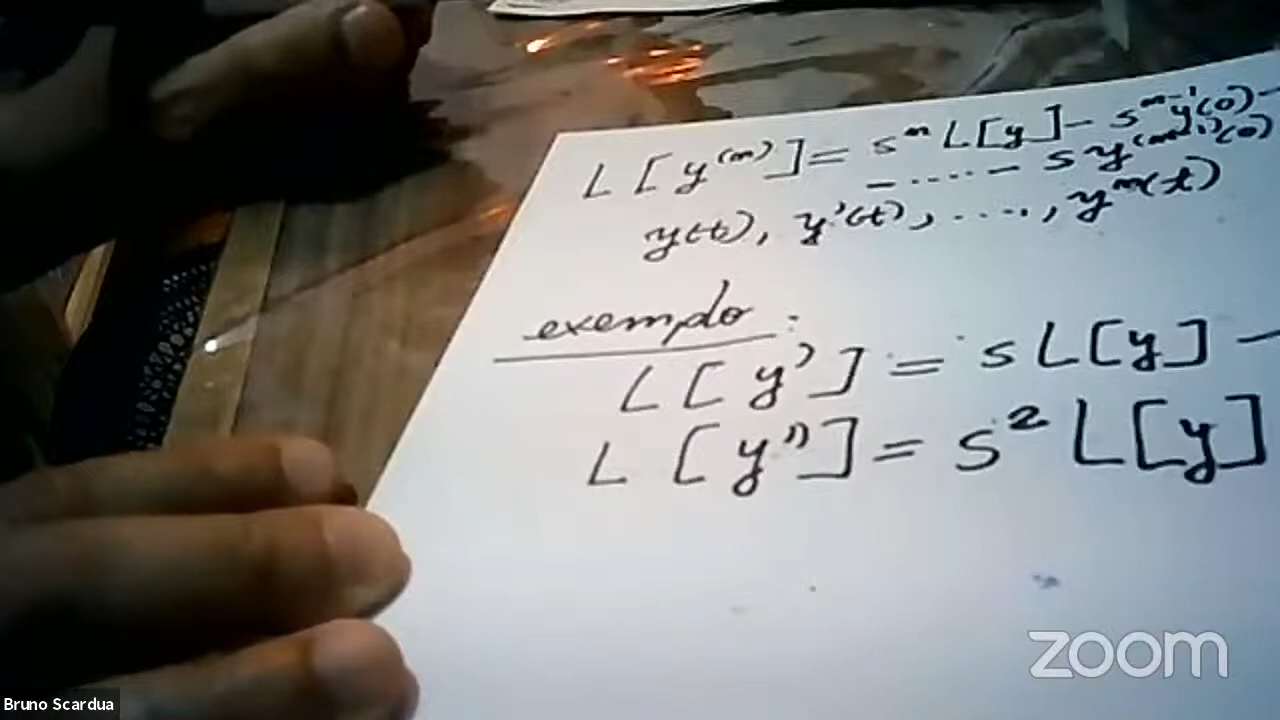 L[y^(n)] = s^n L[y] - s^(n-1) y'(0) -
- ..... - s y^(n-1)(0)
y(t), y'(t), ...., y^n(t)
exemplo:
L[y'] = s L[y] -
L[y''] = s² L[y]
zoom
Bruno Scardua